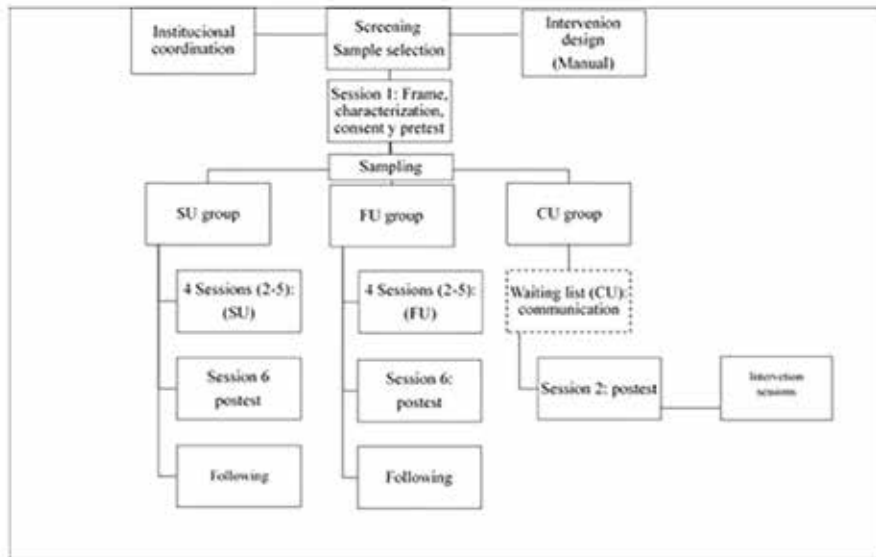 Institucional
coordination
Screening
Sample selection
Intervenion
design
(Manual)
Session 1: Frame,
characterization,
consent y pretest
Sampling
SU group
FU group
CU group
4 Sessions (2-5):
(SU)
4 Sessions (2-5):
(FU)
Waiting list (CU):
communication
Session 6
postest
Session 6:
postest
Session 2: postest
Intervetion
sessions
Following
Following